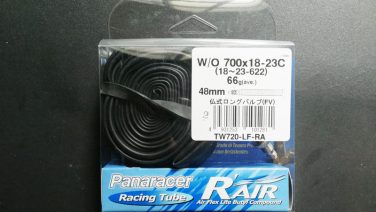 W/O 700x18-23C
(18~23-622)
66g(ave.)
48mm
仏式ロングバルブ(FV)
TW720-LF-RA
Panaracer
Racing Tube
R'AIR
Air Flex Lite Butyl Compound